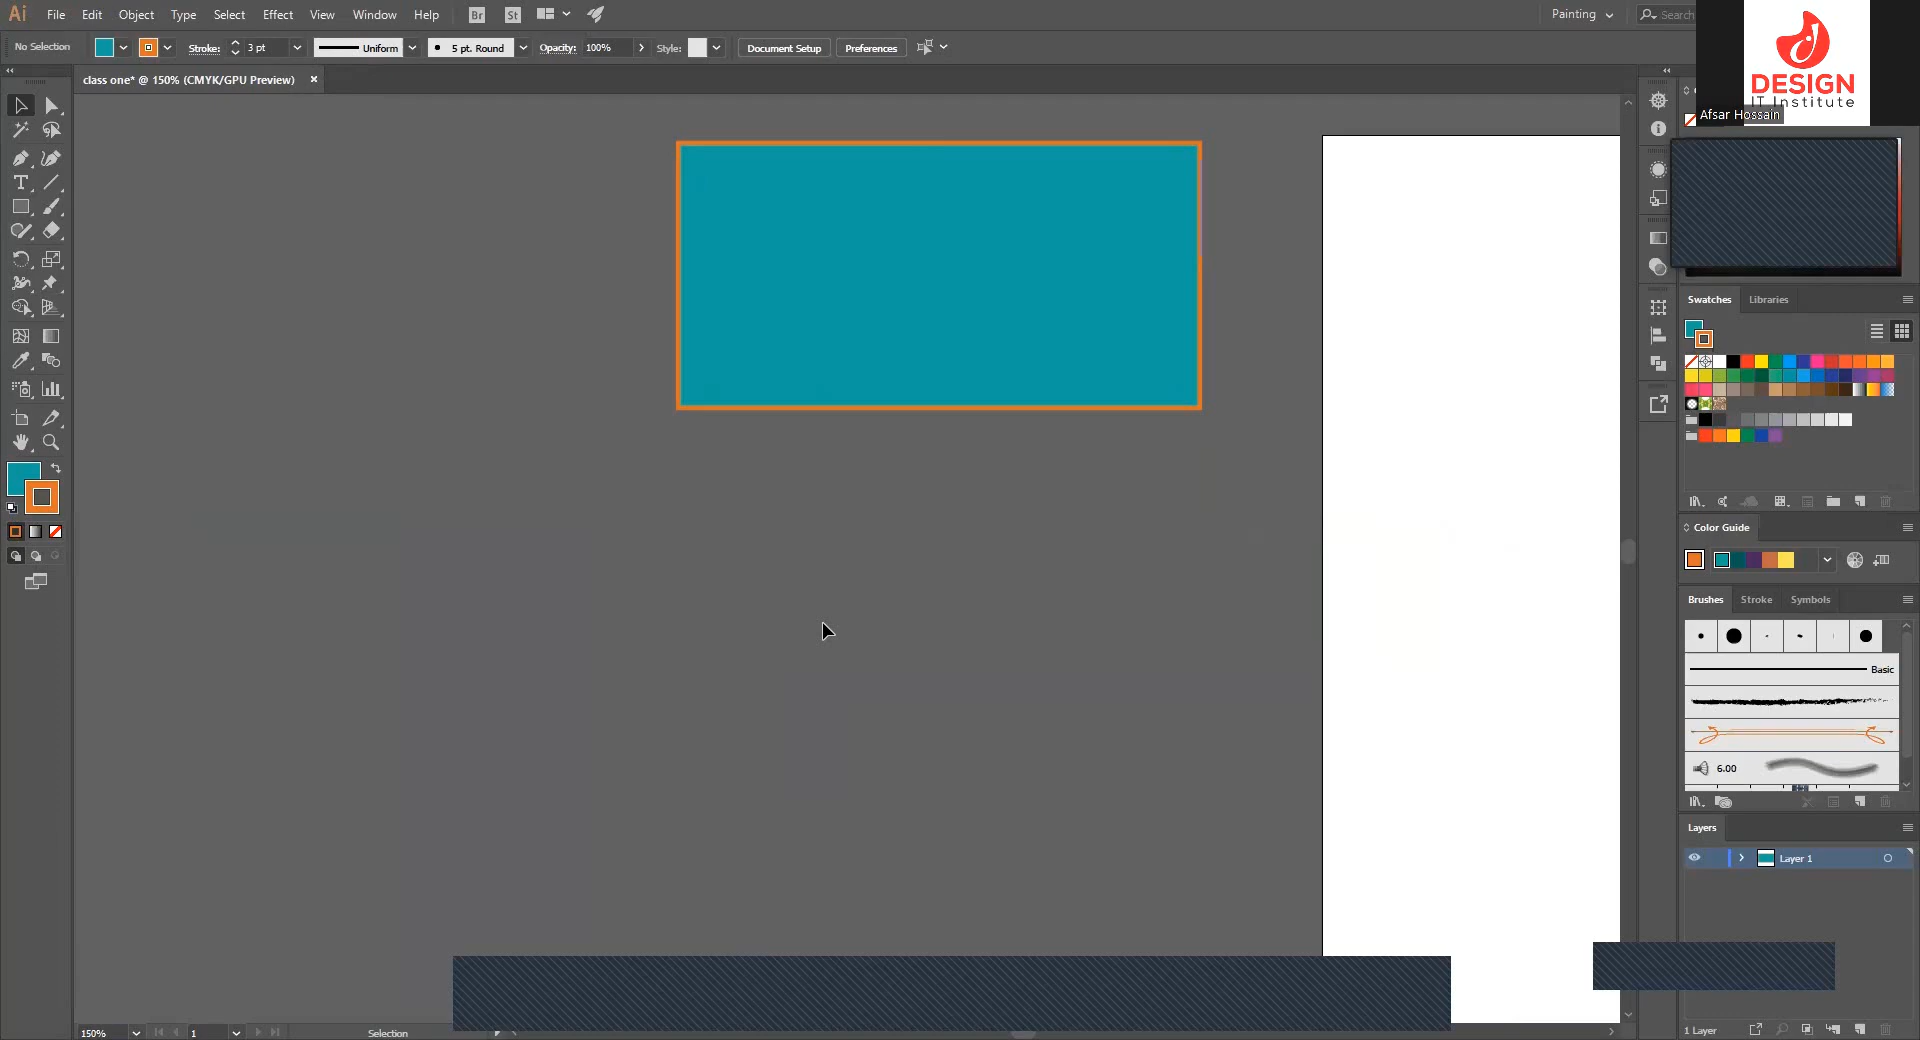 Ai File Edit Object Type Select Effect View Window Help Br St Painting Search
No Selection Stroke: 3 pt Uniform 5 pt. Round Opacity: 100% Style: Document Setup Preferences
class one* @ 150% (CMYK/GPU Preview)
DESIGN
IT Institute
Afsar Hossain
Swatches Libraries
Color Guide
Brushes Stroke Symbols
Basic
6.00
Layers
Layer 1
150% 1 Selection 1 Layer